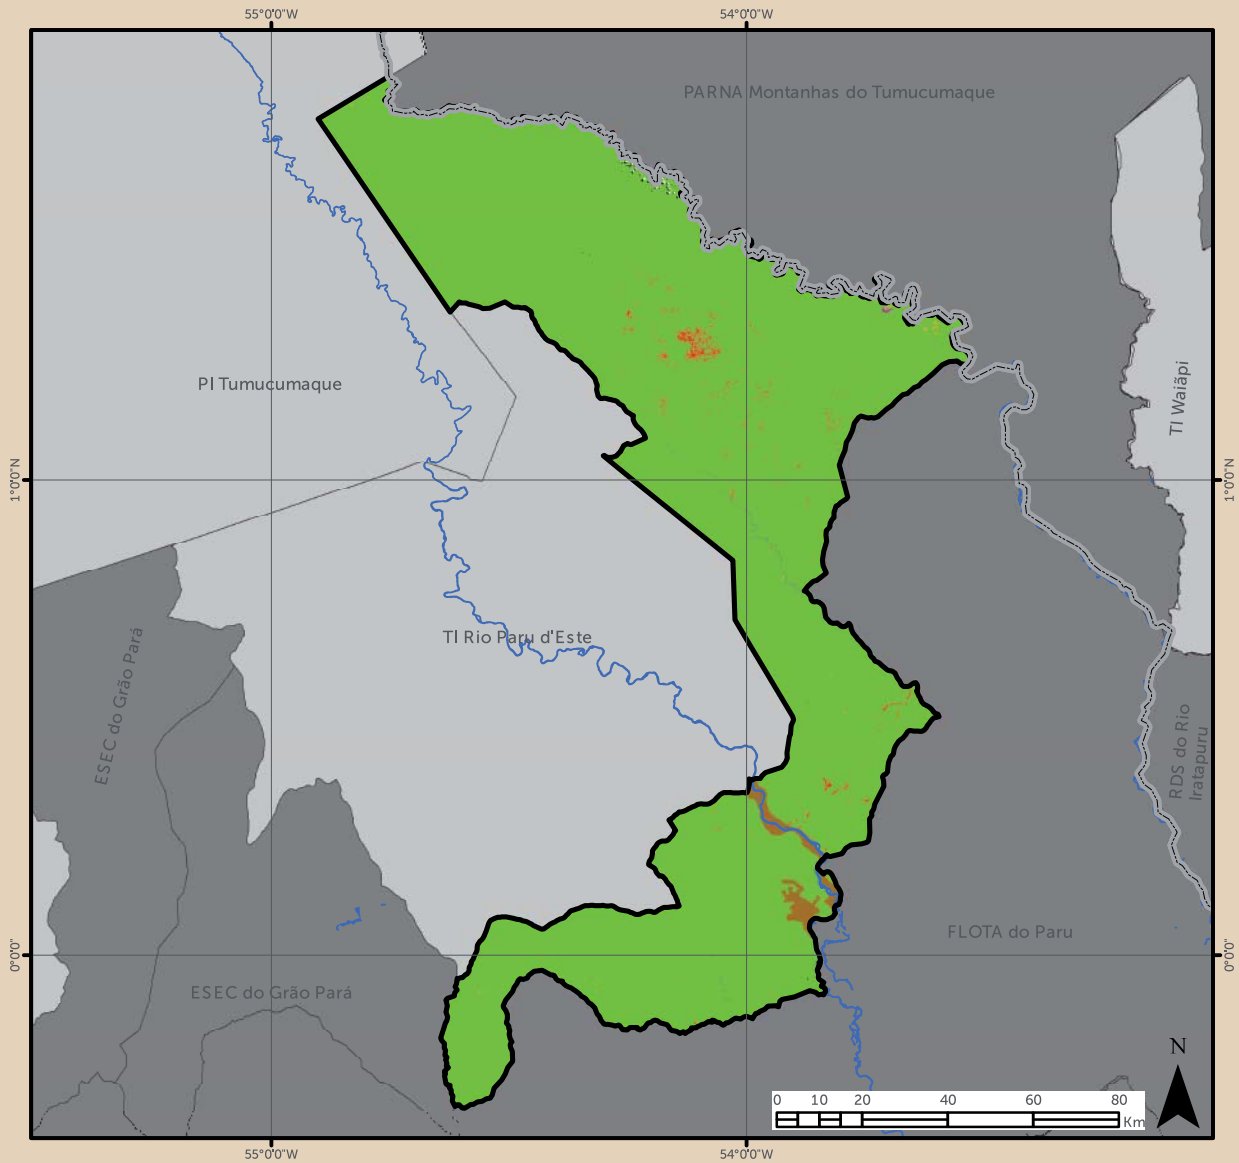 55°0'0"W
54°0'0"W
PARNA Montanhas do Tumucumaque
PI Tumucumaque
TI Waiãpi
1°0'0"N
1°0'0"N
TI Rio Paru d'Este
ESEC do Grão Pará
RDS do Rio
Iratapuru
FLOTA do Paru
0°0'0"
0°0'0"
ESEC do Grão Pará
N
0 10 20 40 60 80
Km
55°0'0"W
54°0'0"W